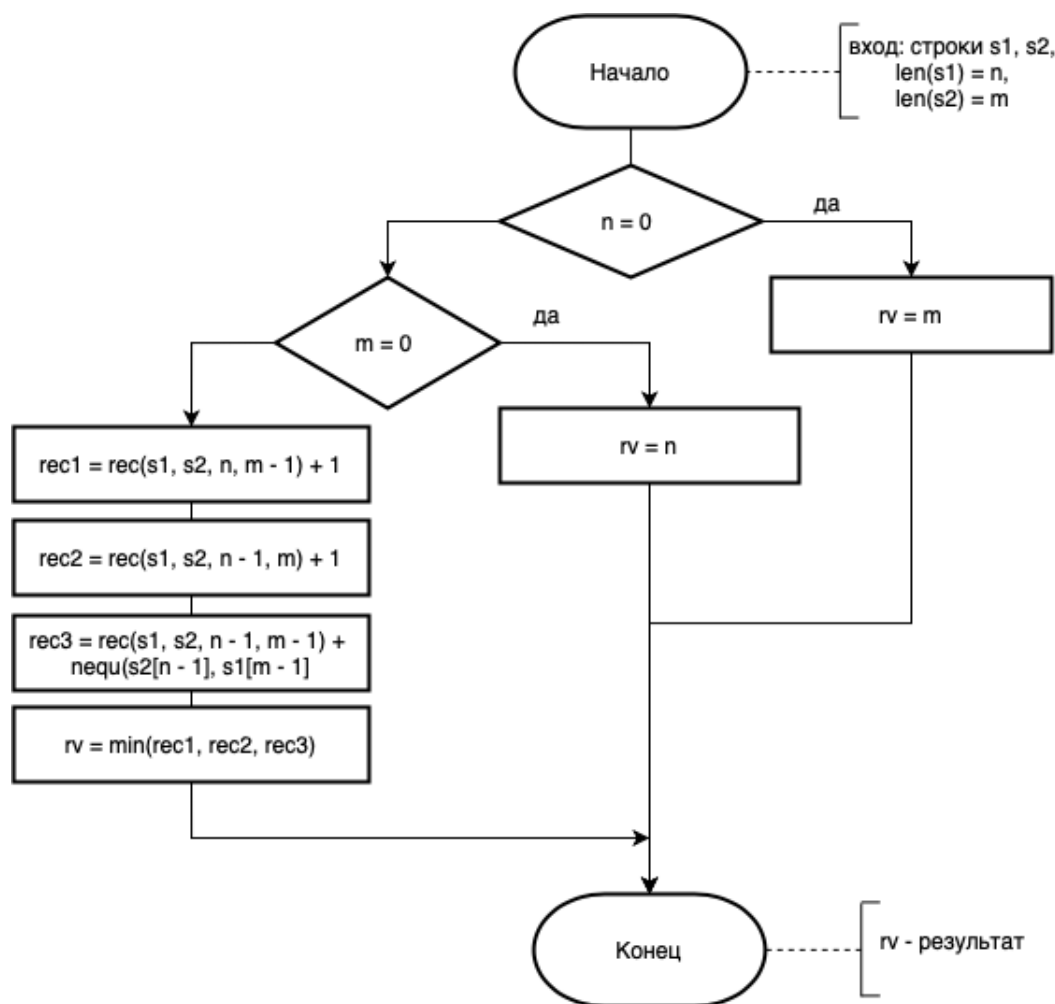 Начало
вход: строки s1, s2,
len(s1) = n,
len(s2) = m
n = 0
да
rv = m
m = 0
да
rv = n
rec1 = rec(s1, s2, n, m - 1) + 1
rec2 = rec(s1, s2, n - 1, m) + 1
rec3 = rec(s1, s2, n - 1, m - 1) +
nequ(s2[n - 1], s1[m - 1]
rv = min(rec1, rec2, rec3)
Конец
rv - результат